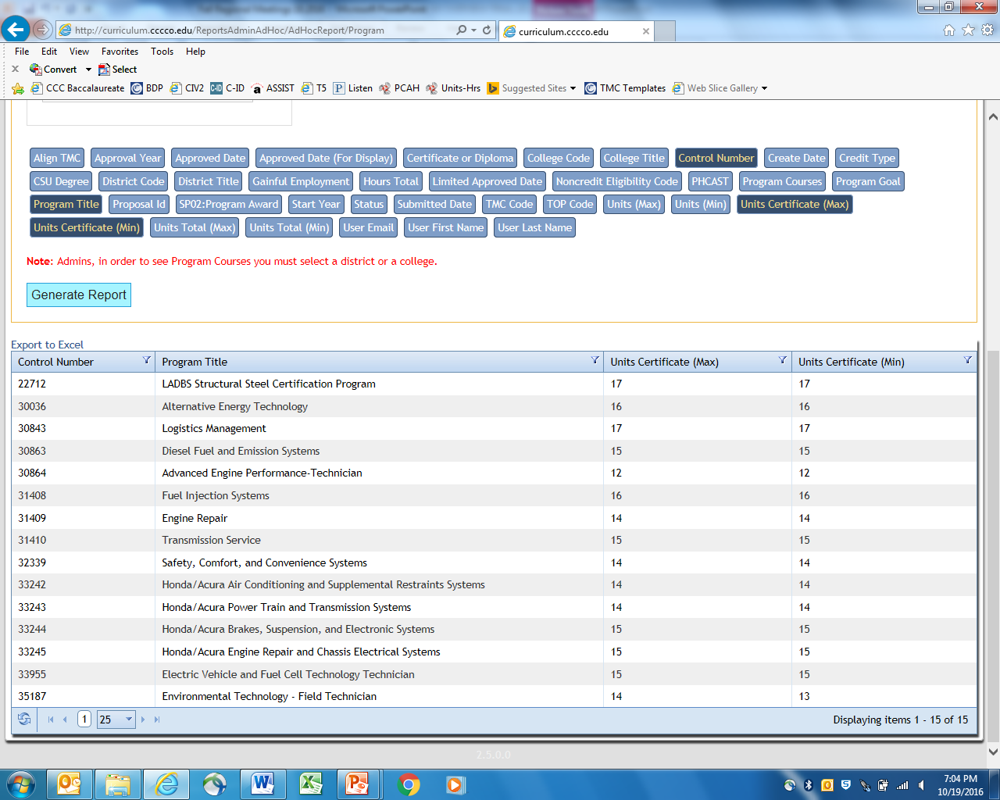 http://curriculum.cccco.edu/ReportsAdminAdHoc/AdHocReport/Program
curriculum.cccco.edu
File Edit View Favorites Tools Help
Convert Select
CCC Baccalaureate BDP CIV2 C-ID ASSIST T5 Listen PCAH Units-Hrs Suggested Sites TMC Templates Web Slice Gallery
Align TMC Approval Year Approved Date Approved Date (For Display) Certificate or Diploma College Code College Title Control Number Create Date Credit Type
CSU Degree District Code District Title Gainful Employment Hours Total Limited Approved Date Noncredit Eligibility Code PHCAST Program Courses Program Goal
Program Title Proposal Id SP02:Program Award Start Year Status Submitted Date TMC Code TOP Code Units (Max) Units (Min) Units Certificate (Max)
Units Certificate (Min) Units Total (Max) Units Total (Min) User Email User First Name User Last Name
Note: Admins, in order to see Program Courses you must select a district or a college.
Generate Report
Export to Excel
Control Number Program Title Units Certificate (Max) Units Certificate (Min)
22712 LADBS Structural Steel Certification Program 17 17
30036 Alternative Energy Technology 16 16
30843 Logistics Management 17 17
30863 Diesel Fuel and Emission Systems 15 15
30864 Advanced Engine Performance-Technician 12 12
31408 Fuel Injection Systems 16 16
31409 Engine Repair 14 14
31410 Transmission Service 15 15
32339 Safety, Comfort, and Convenience Systems 14 14
33242 Honda/Acura Air Conditioning and Supplemental Restraints Systems 14 14
33243 Honda/Acura Power Train and Transmission Systems 14 14
33244 Honda/Acura Brakes, Suspension, and Electronic Systems 15 15
33245 Honda/Acura Engine Repair and Chassis Electrical Systems 15 15
33955 Electric Vehicle and Fuel Cell Technology Technician 15 15
35187 Environmental Technology - Field Technician 14 13
1 25 Displaying items 1 - 15 of 15
2.5.0.0
7:04 PM
10/19/2016